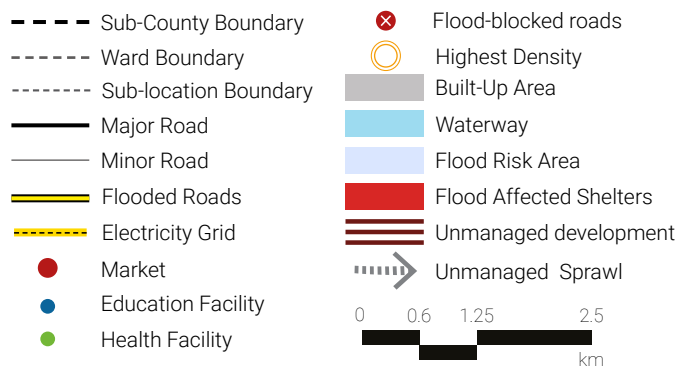 Sub-County Boundary
Ward Boundary
Sub-location Boundary
Major Road
Minor Road
Flooded Roads
Electricity Grid
Market
Education Facility
Health Facility
Flood-blocked roads
Highest Density
Built-Up Area
Waterway
Flood Risk Area
Flood Affected Shelters
Unmanaged development
Unmanaged Sprawl
0 0.6 1.25 2.5
km